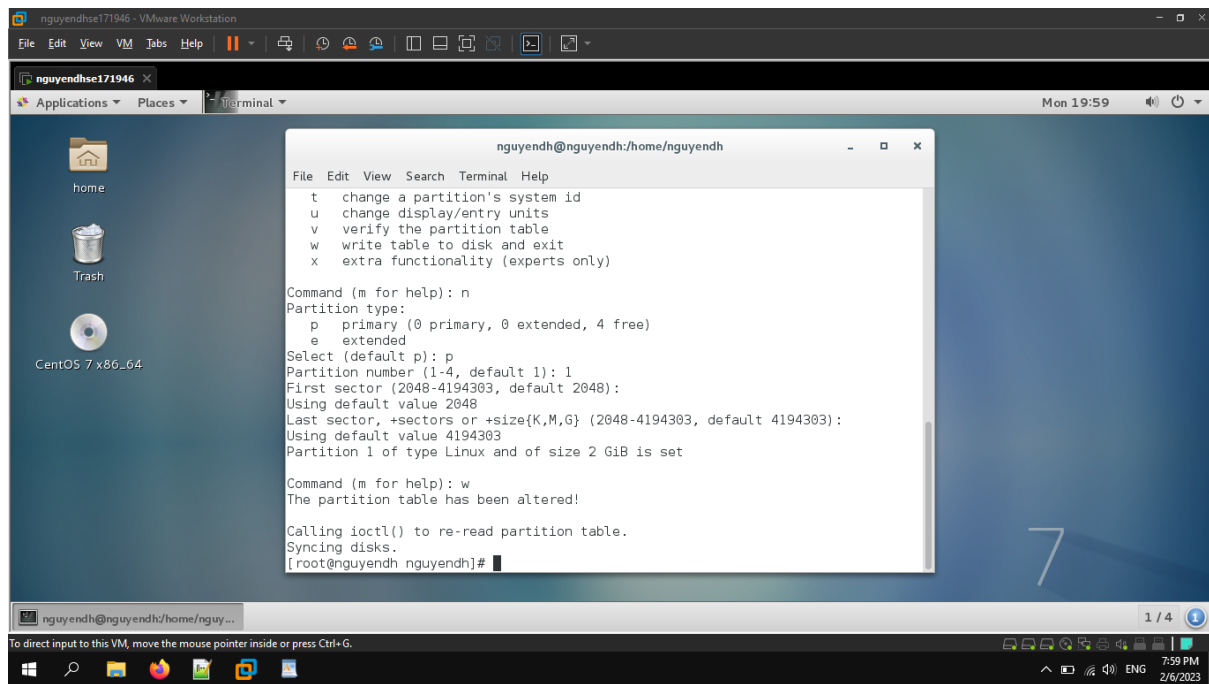 nguyendhse171946 - VMware Workstation
File Edit View VM Tabs Help
nguyendhse171946
Applications Places Terminal Mon 19:59
home
Trash
CentOS 7 x86_64
nguyendh@nguyendh:/home/nguyendh
File Edit View Search Terminal Help
t change a partition's system id
u change display/entry units
v verify the partition table
w write table to disk and exit
x extra functionality (experts only)
Command (m for help): n
Partition type:
p primary (0 primary, 0 extended, 4 free)
e extended
Select (default p): p
Partition number (1-4, default 1): 1
First sector (2048-4194303, default 2048):
Using default value 2048
Last sector, +sectors or +size{K,M,G} (2048-4194303, default 4194303):
Using default value 4194303
Partition 1 of type Linux and of size 2 GiB is set
Command (m for help): w
The partition table has been altered!
Calling ioctl() to re-read partition table.
Syncing disks.
[root@nguyendh nguyendh]#
7
nguyendh@nguyendh:/home/nguy...
1 / 4 1
To direct input to this VM, move the mouse pointer inside or press Ctrl+G.
ENG 7:59 PM
2/6/2023